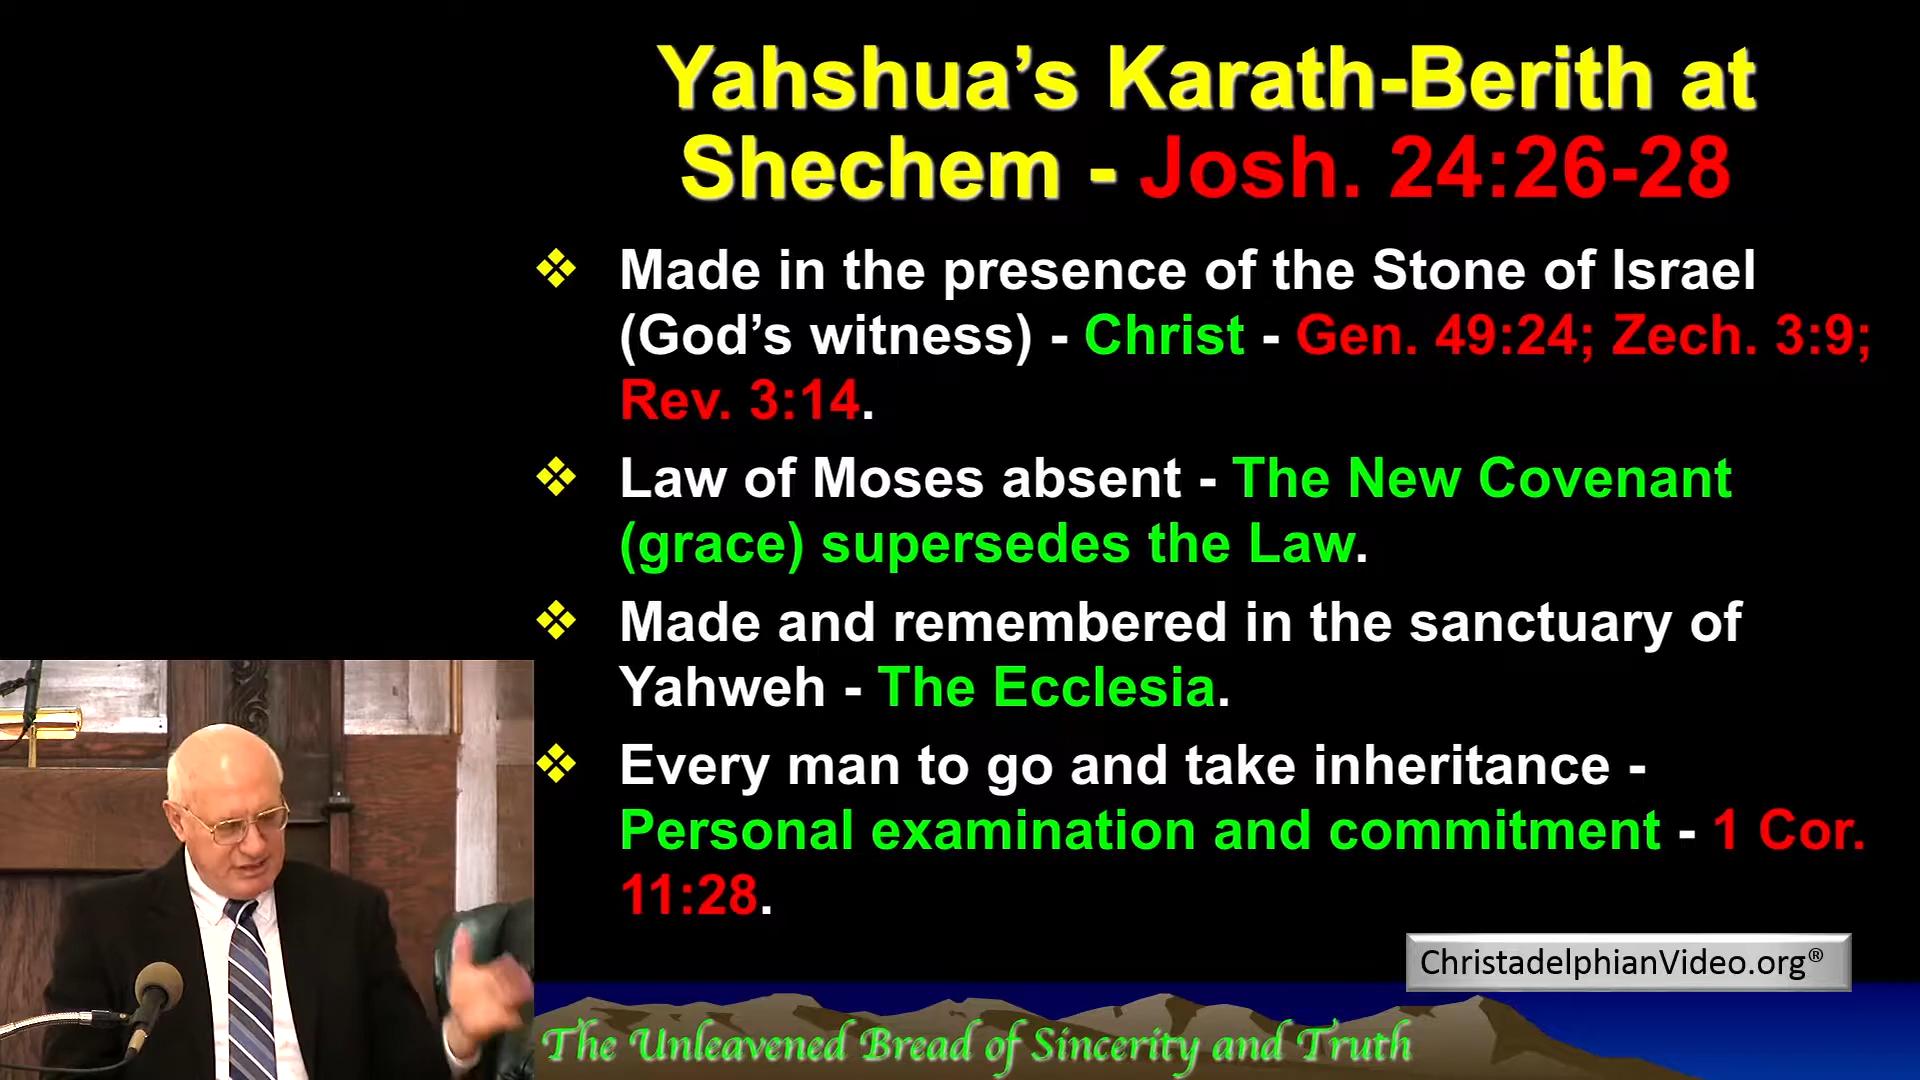 Yahshua’s Karath-Berith at
Shechem - Josh. 24:26-28
❖ Made in the presence of the Stone of Israel
(God’s witness) - Christ - Gen. 49:24; Zech. 3:9;
Rev. 3:14.
❖ Law of Moses absent - The New Covenant
(grace) supersedes the Law.
❖ Made and remembered in the sanctuary of
Yahweh - The Ecclesia.
❖ Every man to go and take inheritance -
Personal examination and commitment - 1 Cor.
11:28.
ChristadelphianVideo.org®
The Unleavened Bread of Sincerity and Truth